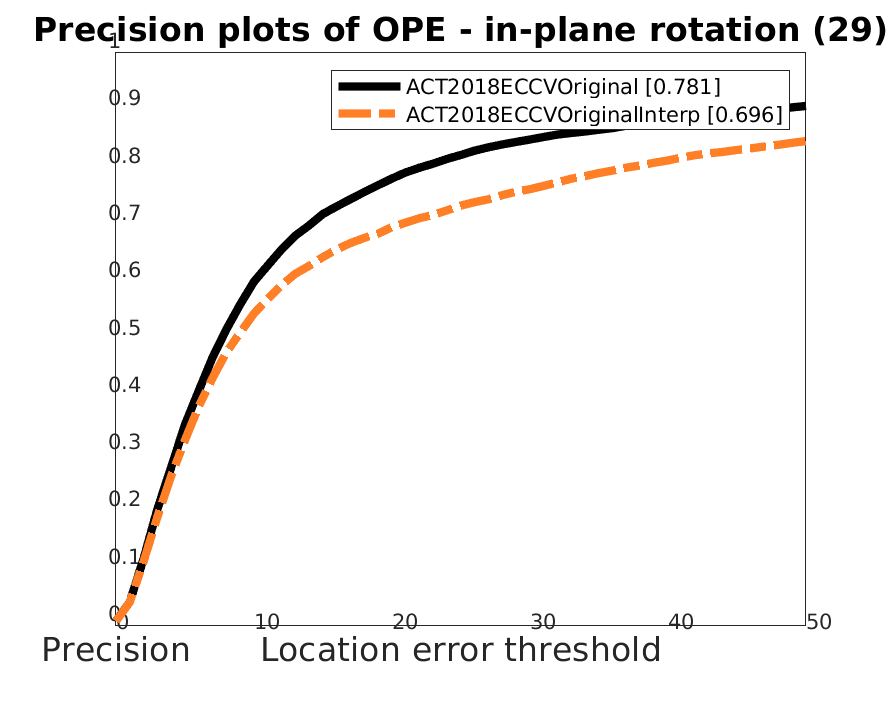 Precision plots of OPE - in-plane rotation (29)
1
ACT2018ECCVOriginal [0.781]
0.9
ACT2018ECCVOriginalInterp [0.696]
0.8
0.7
0.6
0.5
0.4
0.3
0.2
0.1
0
0 10 20 30 40 50
Precision Location error threshold